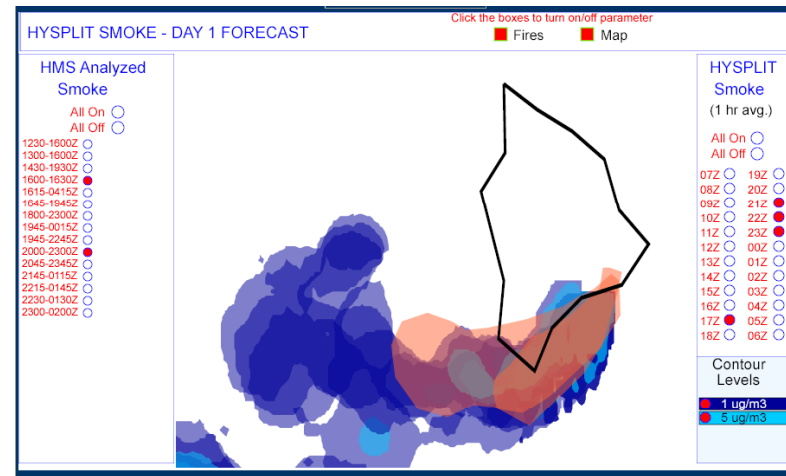 Click the boxes to turn on/off parameter
HYSPLIT SMOKE - DAY 1 FORECAST
Fires Map
HMS Analyzed
Smoke
All On
All Off
1230-1600Z
1300-1600Z
1430-1930Z
1600-1630Z
1615-0415Z
1645-1945Z
1800-2300Z
1945-0015Z
1945-2245Z
2000-2300Z
2045-2345Z
2145-0115Z
2215-0145Z
2230-0130Z
2300-0200Z
HYSPLIT
Smoke
(1 hr avg.)
All On
All Off
07Z 19Z
08Z 20Z
09Z 21Z
10Z 22Z
11Z 23Z
12Z 00Z
13Z 01Z
14Z 02Z
15Z 03Z
16Z 04Z
17Z 05Z
18Z 06Z
Contour
Levels
1 ug/m3
5 ug/m3